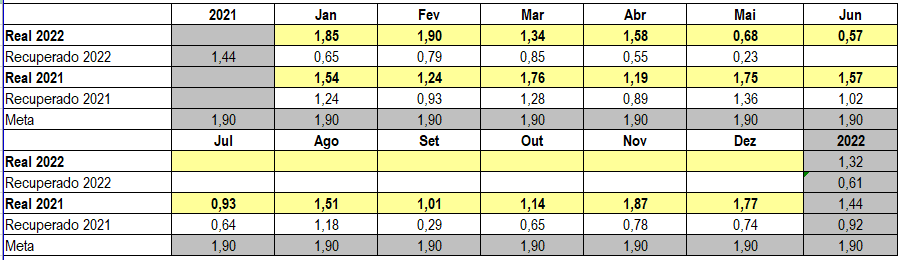 2021 Jan Fev Mar Abr Mai Jun
Real 2022 1,85 1,90 1,34 1,58 0,68 0,57
Recuperado 2022 1,44 0,65 0,79 0,85 0,55 0,23
Real 2021 1,54 1,24 1,76 1,19 1,75 1,57
Recuperado 2021 1,24 0,93 1,28 0,89 1,36 1,02
Meta 1,90 1,90 1,90 1,90 1,90 1,90 1,90
Jul Ago Set Out Nov Dez 2022
Real 2022 1,32
Recuperado 2022 0,61
Real 2021 0,93 1,51 1,01 1,14 1,87 1,77 1,44
Recuperado 2021 0,64 1,18 0,29 0,65 0,78 0,74 0,92
Meta 1,90 1,90 1,90 1,90 1,90 1,90 1,90